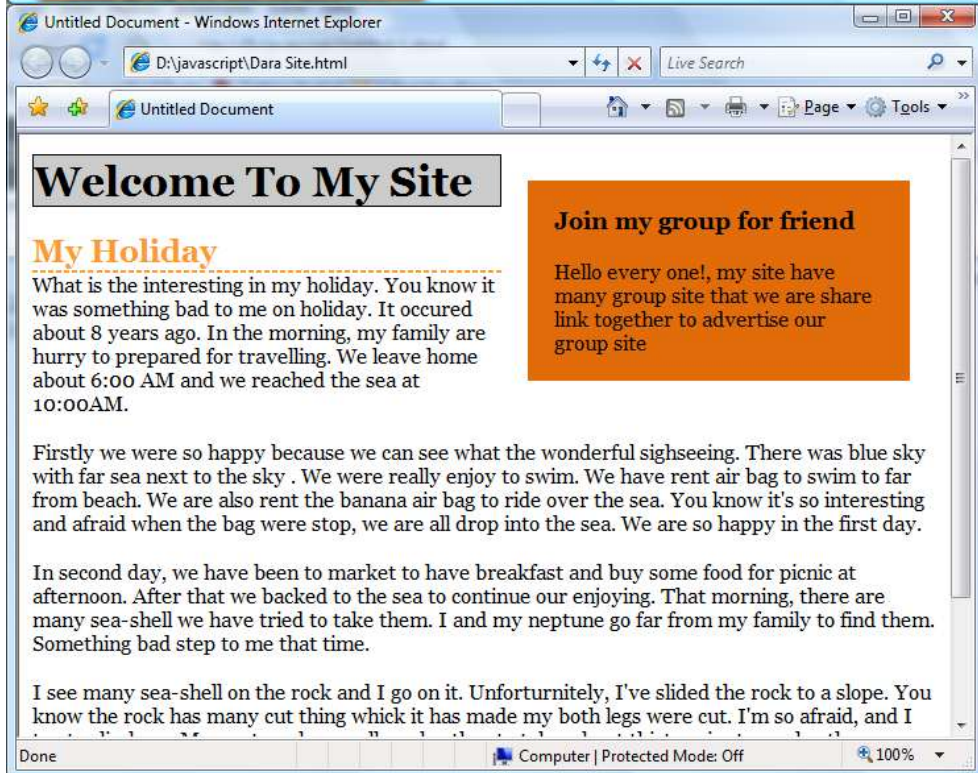 Untitled Document - Windows Internet Explorer
D:\javascript\Dara Site.html
Live Search
Untitled Document
Page
Tools
Welcome To My Site
My Holiday
What is the interesting in my holiday. You know it
was something bad to me on holiday. It occured
about 8 years ago. In the morning, my family are
hurry to prepared for travelling. We leave home
about 6:00 AM and we reached the sea at
10:00AM.
Join my group for friend
Hello every one!, my site have
many group site that we are share
link together to advertise our
group site
Firstly we were so happy because we can see what the wonderful sighseeing. There was blue sky
with far sea next to the sky . We were really enjoy to swim. We have rent air bag to swim to far
from beach. We are also rent the banana air bag to ride over the sea. You know it's so interesting
and afraid when the bag were stop, we are all drop into the sea. We are so happy in the first day.
In second day, we have been to market to have breakfast and buy some food for picnic at
afternoon. After that we backed to the sea to continue our enjoying. That morning, there are
many sea-shell we have tried to take them. I and my neptune go far from my family to find them.
Something bad step to me that time.
I see many sea-shell on the rock and I go on it. Unforturnitely, I've slided the rock to a slope. You
know the rock has many cut thing whick it has made my both legs were cut. I'm so afraid, and I
Done
Computer | Protected Mode: Off
100%